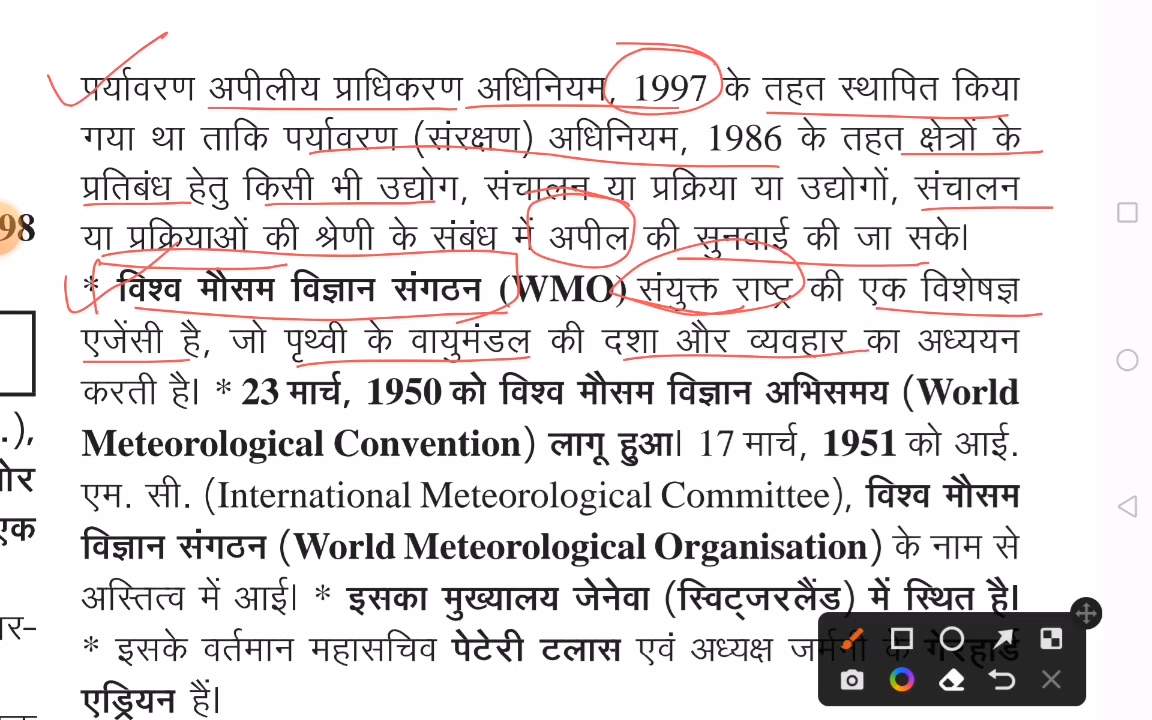 पर्यावरण अपीलीय प्राधिकरण अधिनियम, 1997 के तहत स्थापित किया
गया था ताकि पर्यावरण (संरक्षण) अधिनियम, 1986 के तहत क्षेत्रों के
प्रतिबंध हेतु किसी भी उद्योग, संचालन या प्रक्रिया या उद्योगों, संचालन
98
या प्रक्रियाओं की श्रेणी के संबंध में अपील की सुनवाई की जा सके।
* विश्व मौसम विज्ञान संगठन (WMO) संयुक्त राष्ट्र की एक विशेषज्ञ
एजेंसी है, जो पृथ्वी के वायुमंडल की दशा और व्यवहार का अध्ययन
करती है। * 23 मार्च, 1950 को विश्व मौसम विज्ञान अभिसमय (World
.),
Meteorological Convention) लागू हुआ। 17 मार्च, 1951 को आई.
ोर
एम. सी. (International Meteorological Committee), विश्व मौसम
एक
विज्ञान संगठन (World Meteorological Organisation) के नाम से
अस्तित्व में आई। * इसका मुख्यालय जेनेवा (स्विट्जरलैंड) में स्थित है।
र-
* इसके वर्तमान महासचिव पेटेरी टलास एवं अध्यक्ष जर्मनी के गेरहार्ड
एड्रियन हैं।